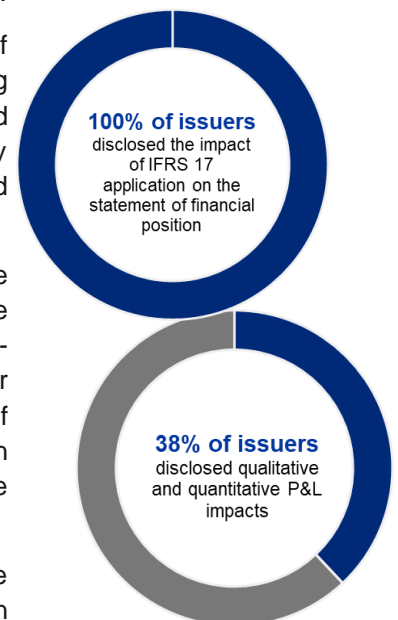 100% of issuers
disclosed the impact
of IFRS 17
application on the
statement of financial
position
38% of issuers
disclosed qualitative
and quantitative P&L
impacts